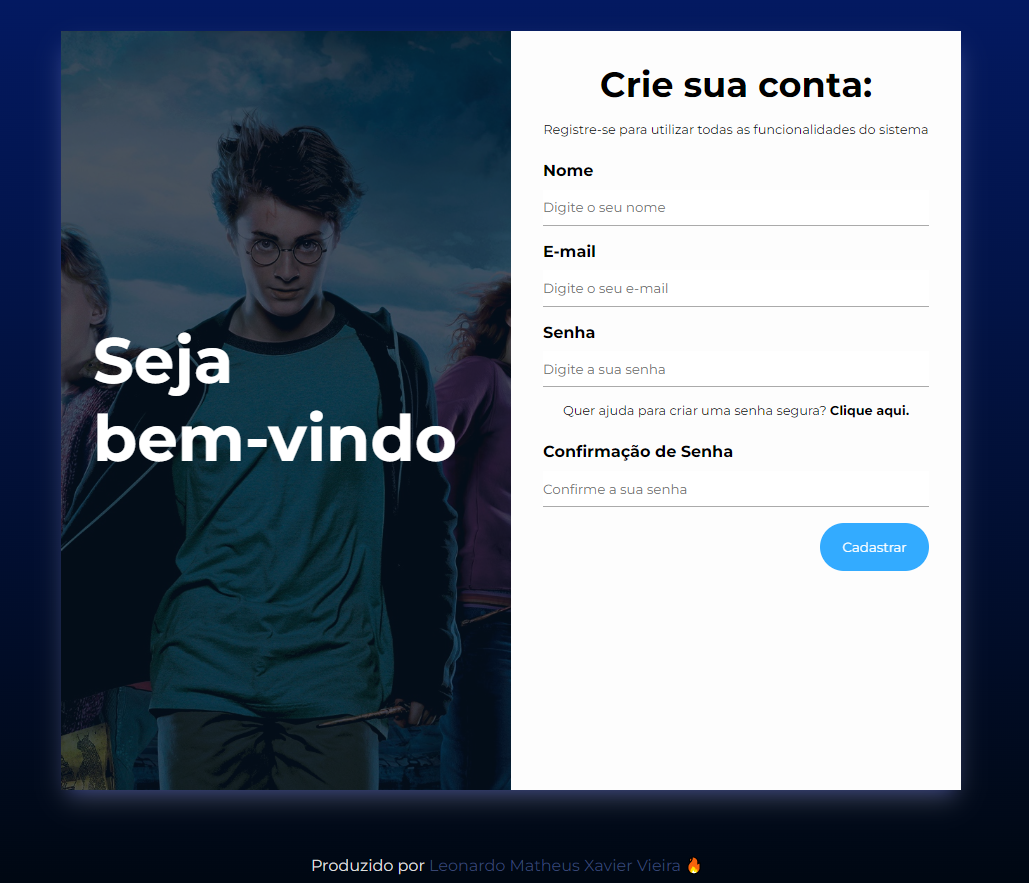 Seja
bem-vindo
Crie sua conta:
Registre-se para utilizar todas as funcionalidades do sistema
Nome
Digite o seu nome
E-mail
Digite o seu e-mail
Senha
Digite a sua senha
Quer ajuda para criar uma senha segura? Clique aqui.
Confirmação de Senha
Confirme a sua senha
Cadastrar
Produzido por Leonardo Matheus Xavier Vieira 🔥